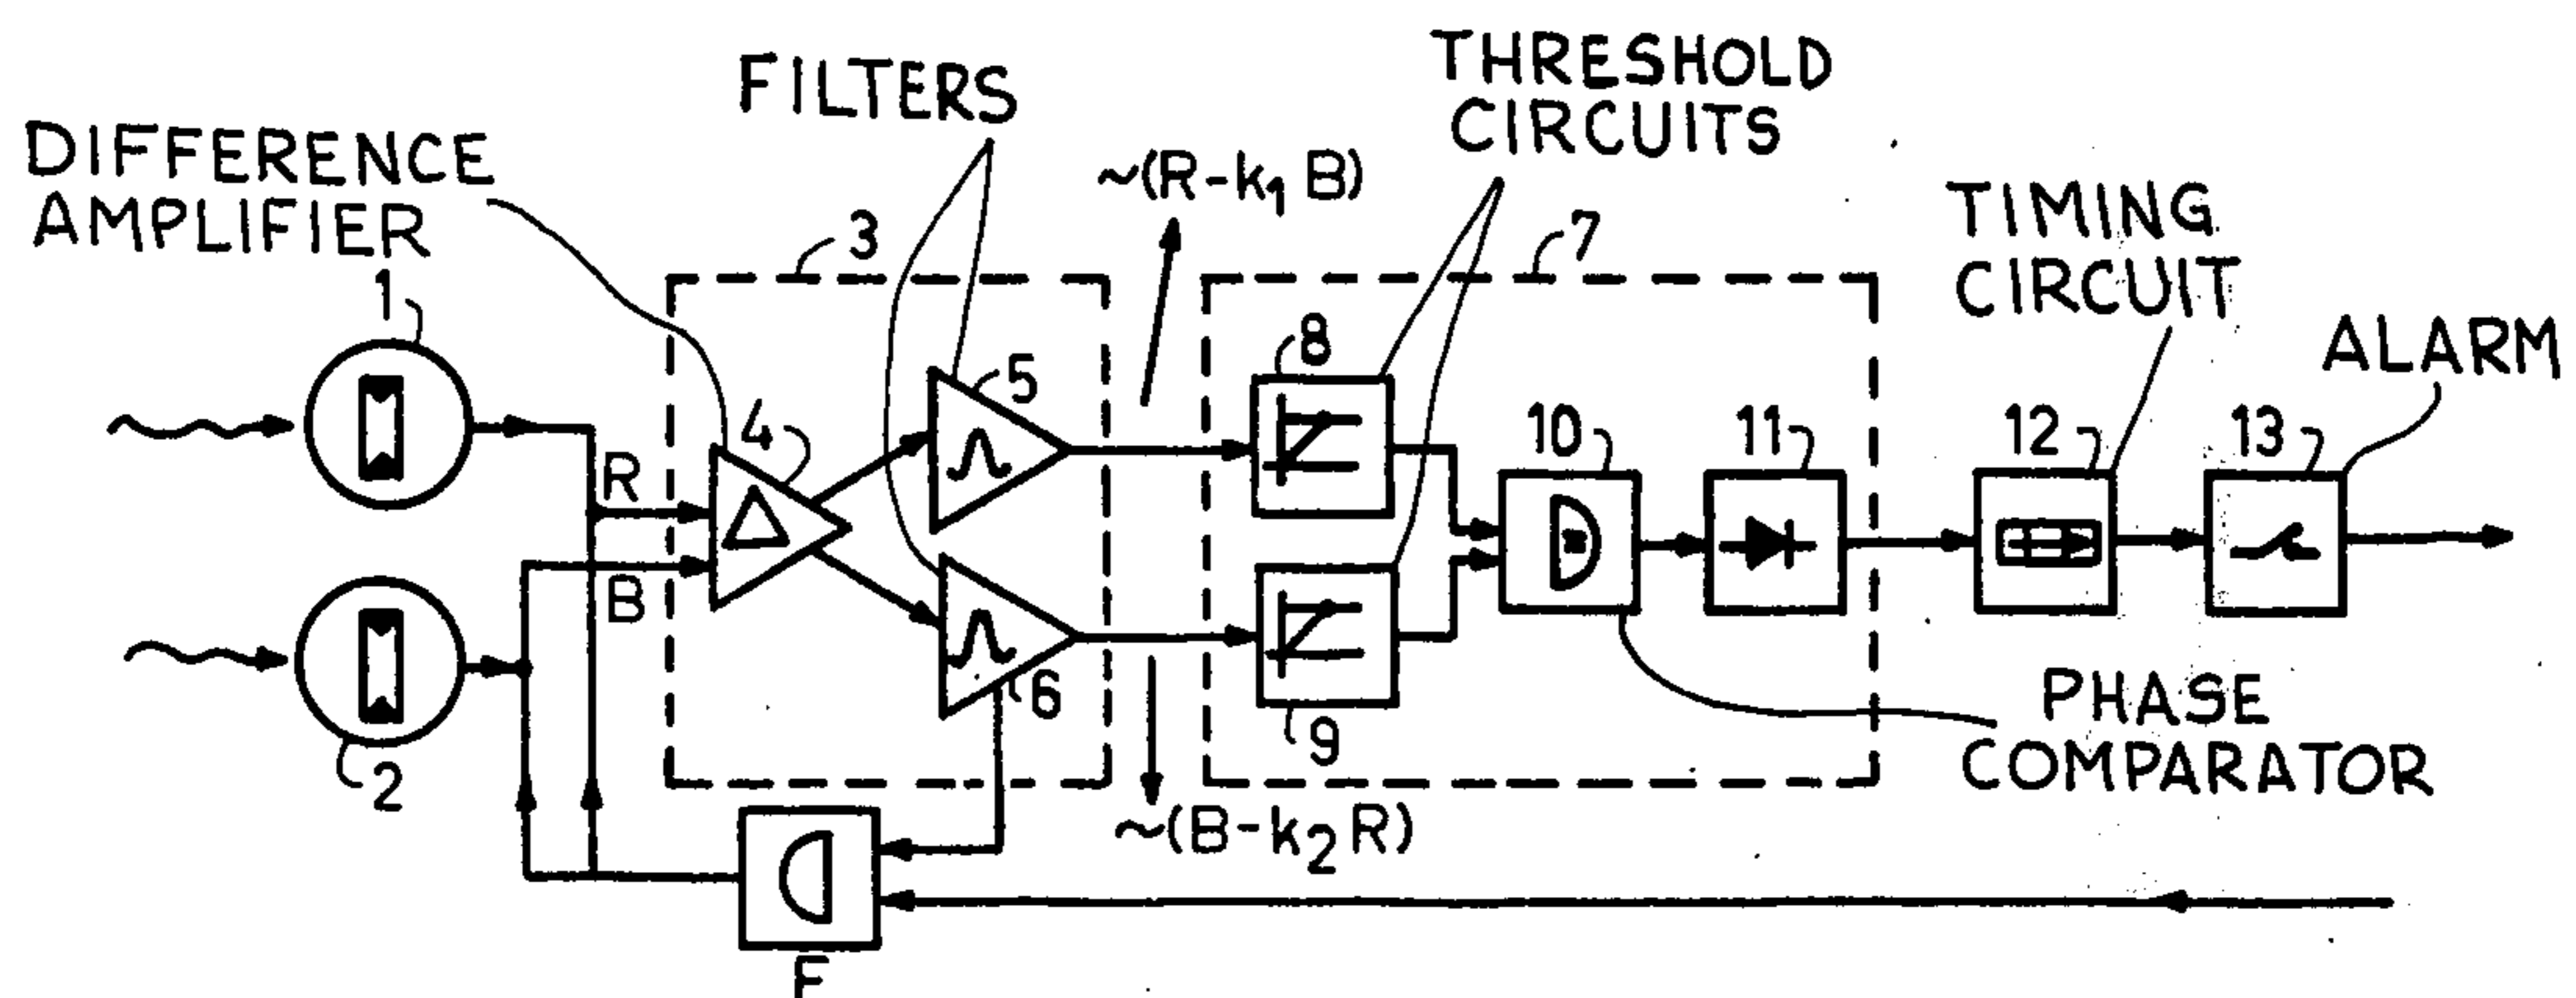 FILTERS
THRESHOLD
CIRCUITS
DIFFERENCE
AMPLIFIER
~(R-k₁ B)
TIMING
CIRCUIT
ALARM
3
7
1
8
5
4
10
11
12
13
R
B
6
9
2
PHASE
COMPARATOR
~(B-k₂ R)